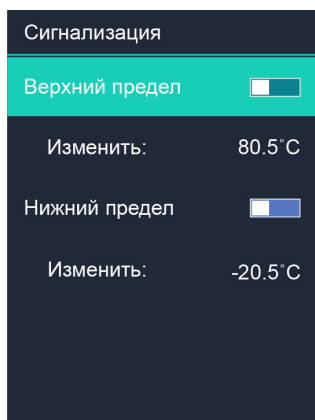 Сигнализация
Верхний предел
Изменить: 80.5°C
Нижний предел
Изменить: -20.5°C